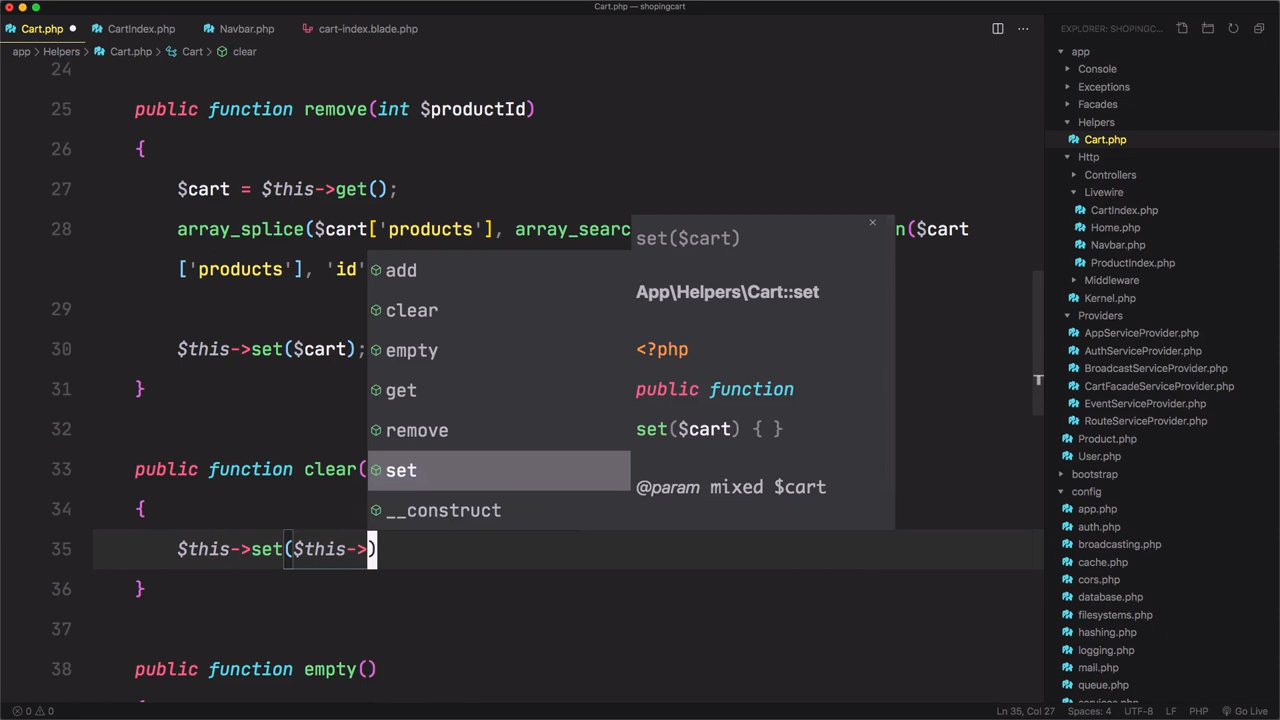 Cart.php — shopingcart
Cart.php
CartIndex.php
Navbar.php
cart-index.blade.php
EXPLORER: SHOPINGC...
app > Helpers > Cart.php > Cart > clear
24
25 public function remove(int $productId)
26 {
27 $cart = $this->get();
28 array_splice($cart['products'], array_searc n($cart
['products'], 'id'
29
30 $this->set($cart);
31 }
32
33 public function clear(
34 {
35 $this->set($this->)
36 }
37
38 public function empty()
add
clear
empty
get
remove
set
__construct
set($cart)
App\Helpers\Cart::set
<?php
public function
set($cart) { }
@param mixed $cart
app
Console
Exceptions
Facades
Helpers
Cart.php
Http
Controllers
Livewire
CartIndex.php
Home.php
Navbar.php
ProductIndex.php
Middleware
Kernel.php
Providers
AppServiceProvider.php
AuthServiceProvider.php
BroadcastServiceProvider.php
CartFacadeServiceProvider.php
EventServiceProvider.php
RouteServiceProvider.php
Product.php
User.php
bootstrap
config
app.php
auth.php
broadcasting.php
cache.php
cors.php
database.php
filesystems.php
hashing.php
logging.php
mail.php
queue.php
services.php
0 0
Ln 35, Col 27 Spaces: 4 UTF-8 LF PHP Go Live